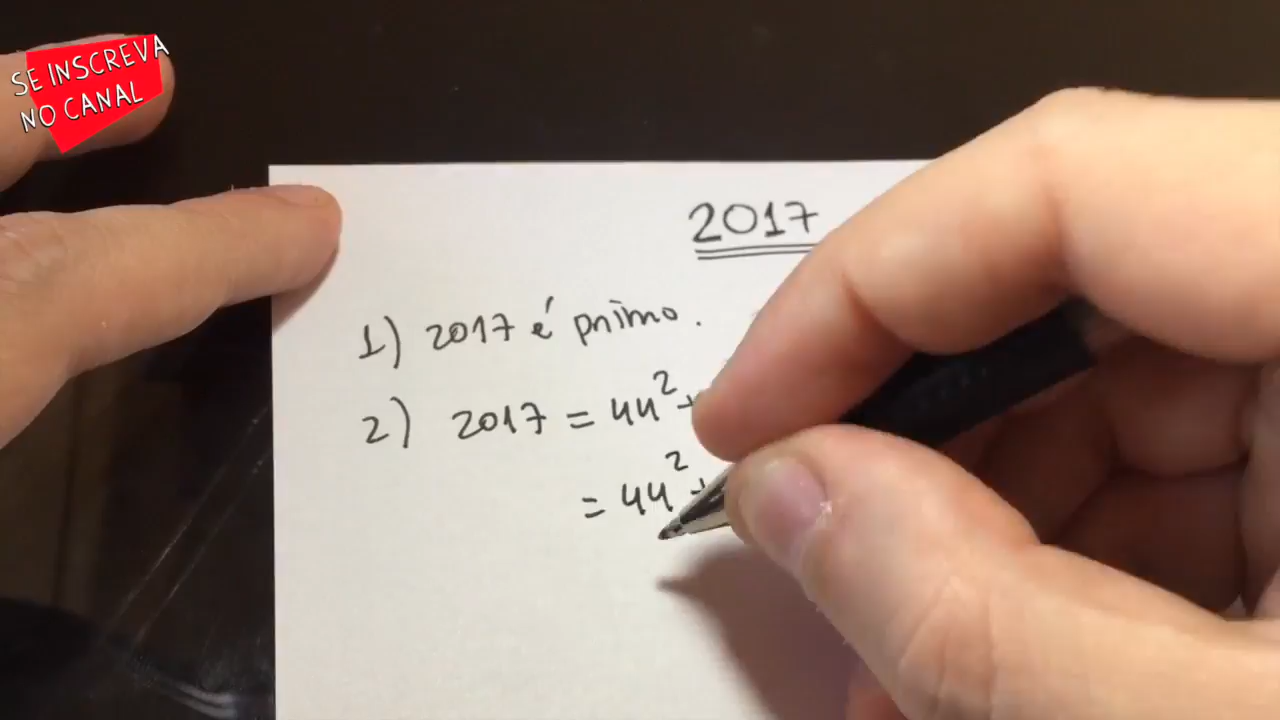 SE INSCREVA
NO CANAL
2017
1) 2017 é primo.
2) 2017 = 44² +
= 44² +